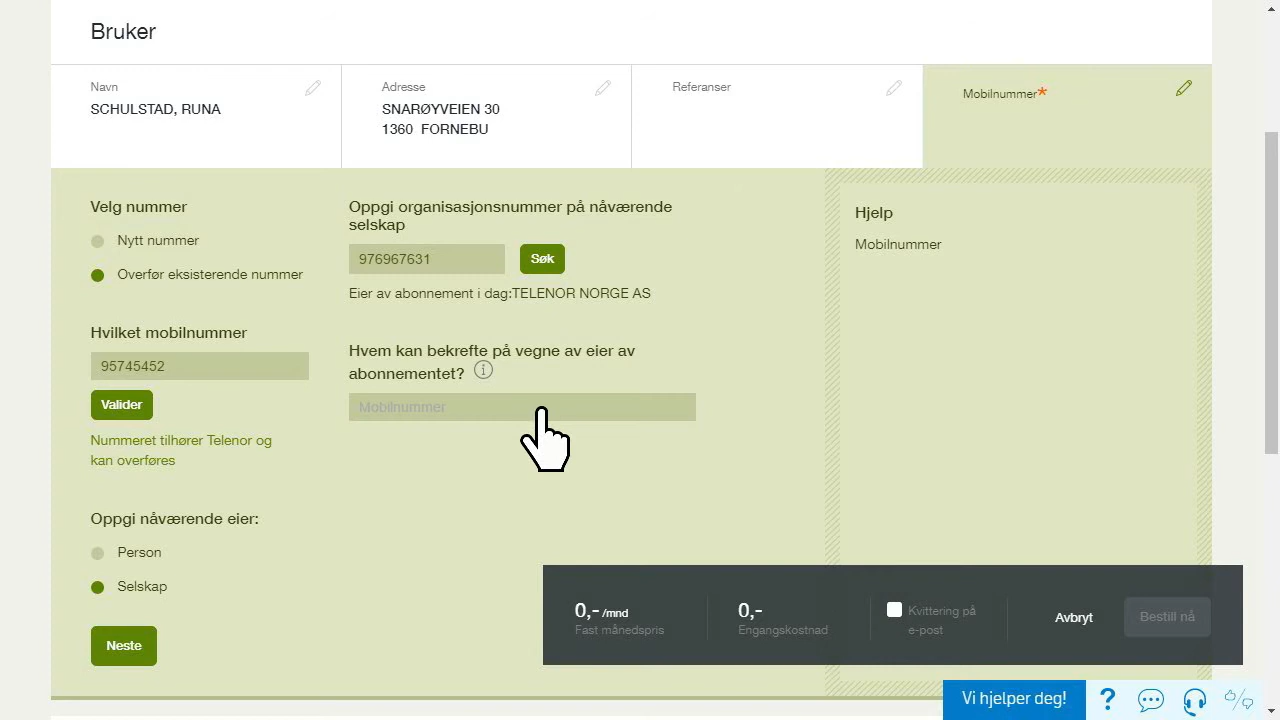 Bruker
Navn
SCHULSTAD, RUNA
Adresse
SNARØYVEIEN 30
1360 FORNEBU
Referanser
Mobilnummer*
Velg nummer
Nytt nummer
Overfør eksisterende nummer
Hvilket mobilnummer
95745452
Valider
Nummeret tilhører Telenor og
kan overføres
Oppgi nåværende eier:
Person
Selskap
Neste
Oppgi organisasjonsnummer på nåværende
selskap
976967631
Søk
Eier av abonnement i dag:TELENOR NORGE AS
Hvem kan bekrefte på vegne av eier av
abonnementet? i
Mobilnummer
Hjelp
Mobilnummer
0,- /mnd
Fast månedspris
0,-
Engangskostnad
Kvittering på
e-post
Avbryt
Bestill nå
Vi hjelper deg! ?